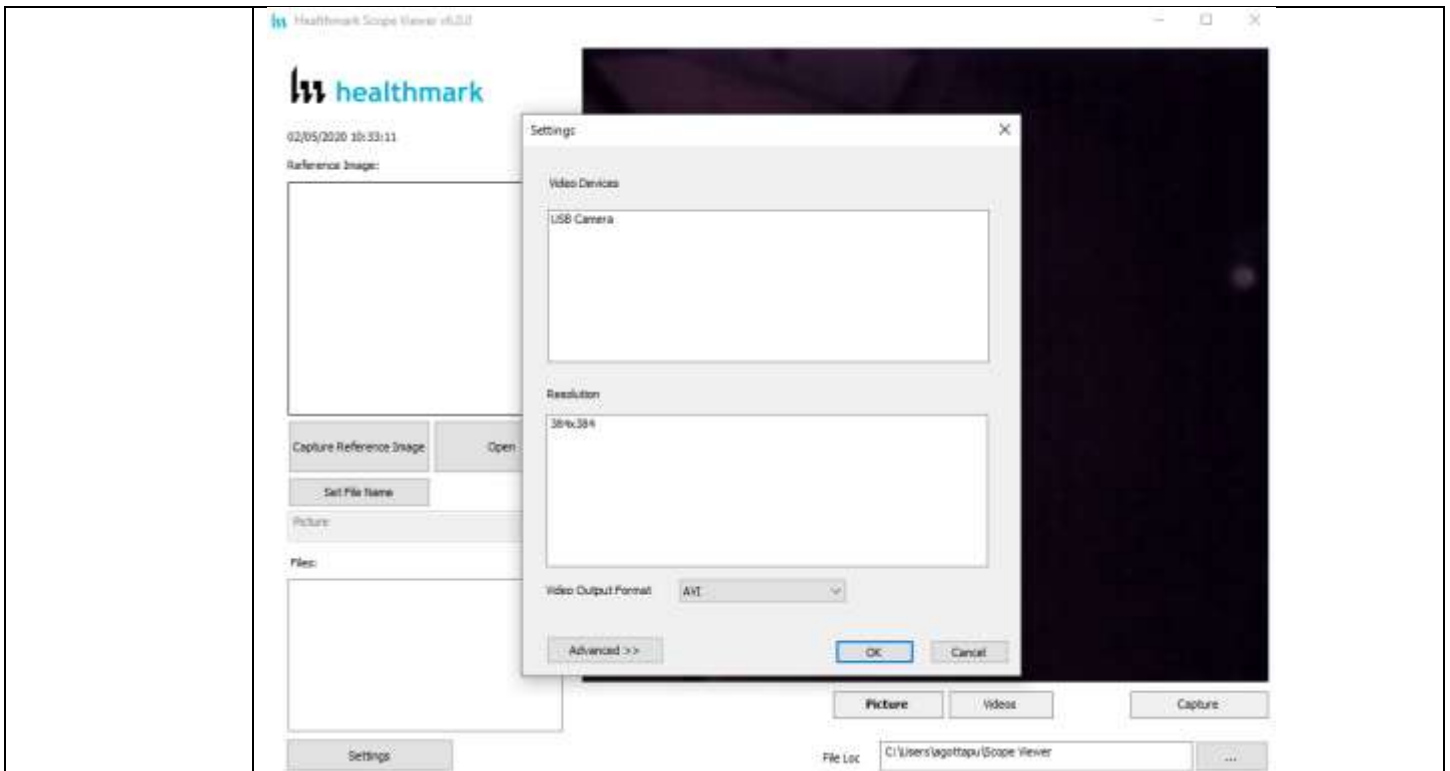 Healthmark Scope Viewer v6.0.0
healthmark
02/05/2020 10:33:11
Reference Image:
Capture Reference Image
Open
Set File Name
Picture
Files:
Settings
Settings
Video Devices
USB Camera
Resolution
384x384
Video Output Format
AVI
Advanced >>
OK
Cancel
Picture
Videos
Capture
File Loc
C:\Users\agottapu\Scope Viewer
...